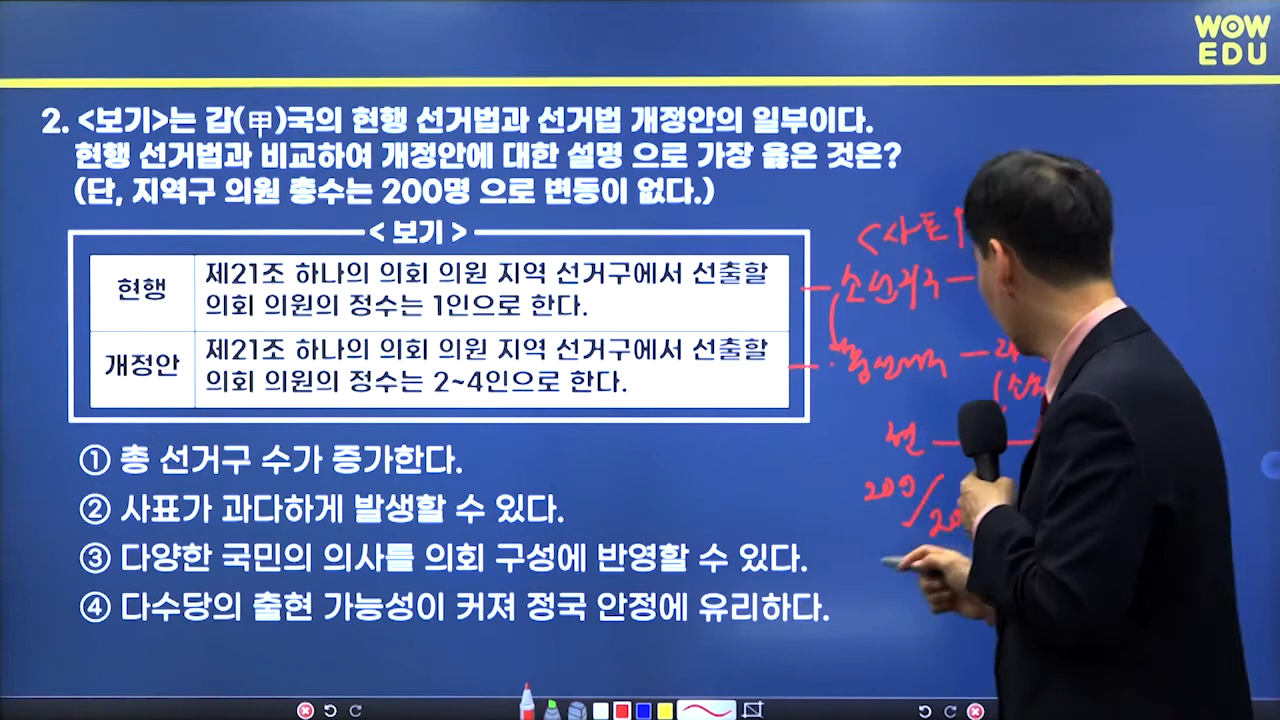 WOW
EDU
2. <보기>는 갑(甲)국의 현행 선거법과 선거법 개정안의 일부이다.
현행 선거법과 비교하여 개정안에 대한 설명 으로 가장 옳은 것은?
(단, 지역구 의원 총수는 200명 으로 변동이 없다.)
< 보기 >
현행
제21조 하나의 의회 의원 지역 선거구에서 선출할
의회 의원의 정수는 1인으로 한다.
개정안
제21조 하나의 의회 의원 지역 선거구에서 선출할
의회 의원의 정수는 2~4인으로 한다.
① 총 선거구 수가 증가한다.
② 사표가 과다하게 발생할 수 있다.
③ 다양한 국민의 의사를 의회 구성에 반영할 수 있다.
④ 다수당의 출현 가능성이 커져 정국 안정에 유리하다.
<사표
소선거구
중선거구
현
200